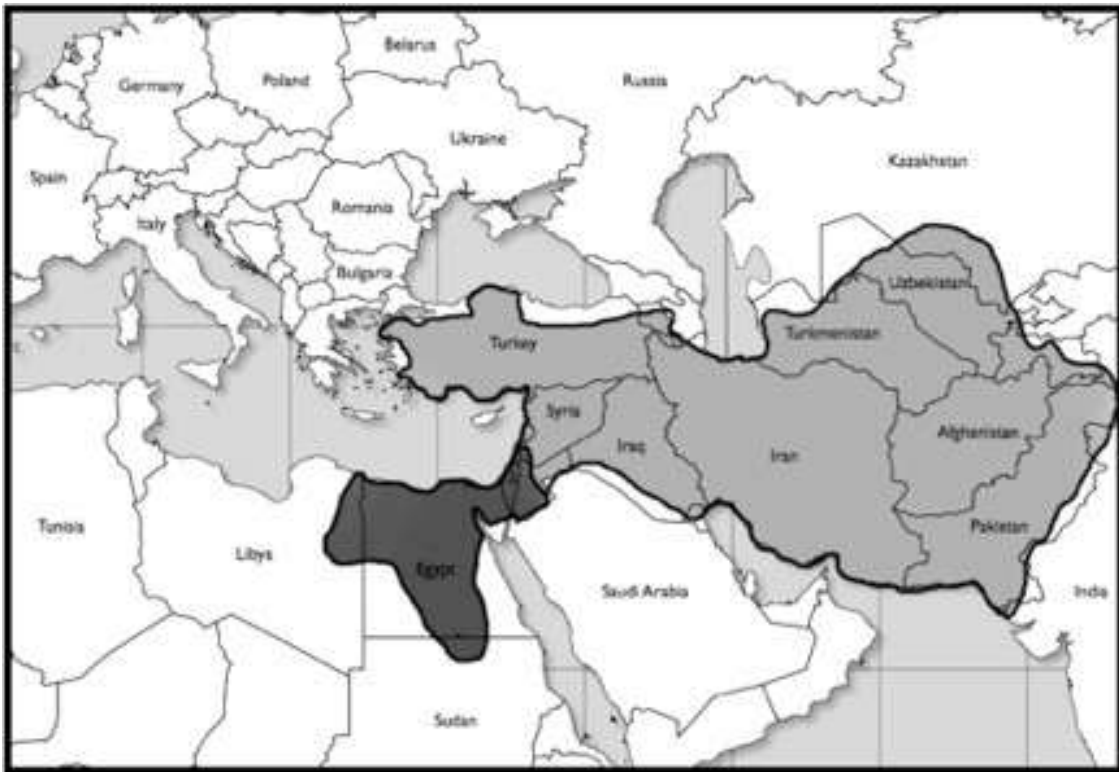 Belarus
Germany
Poland
Russia
Ukraine
Kazakhstan
Spain
Romania
Italy
Bulgaria
Uzbekistan
Turkmenistan
Turkey
Syria
Iraq
Iran
Afghanistan
Pakistan
Tunisia
Libya
Egypt
Saudi Arabia
India
Sudan